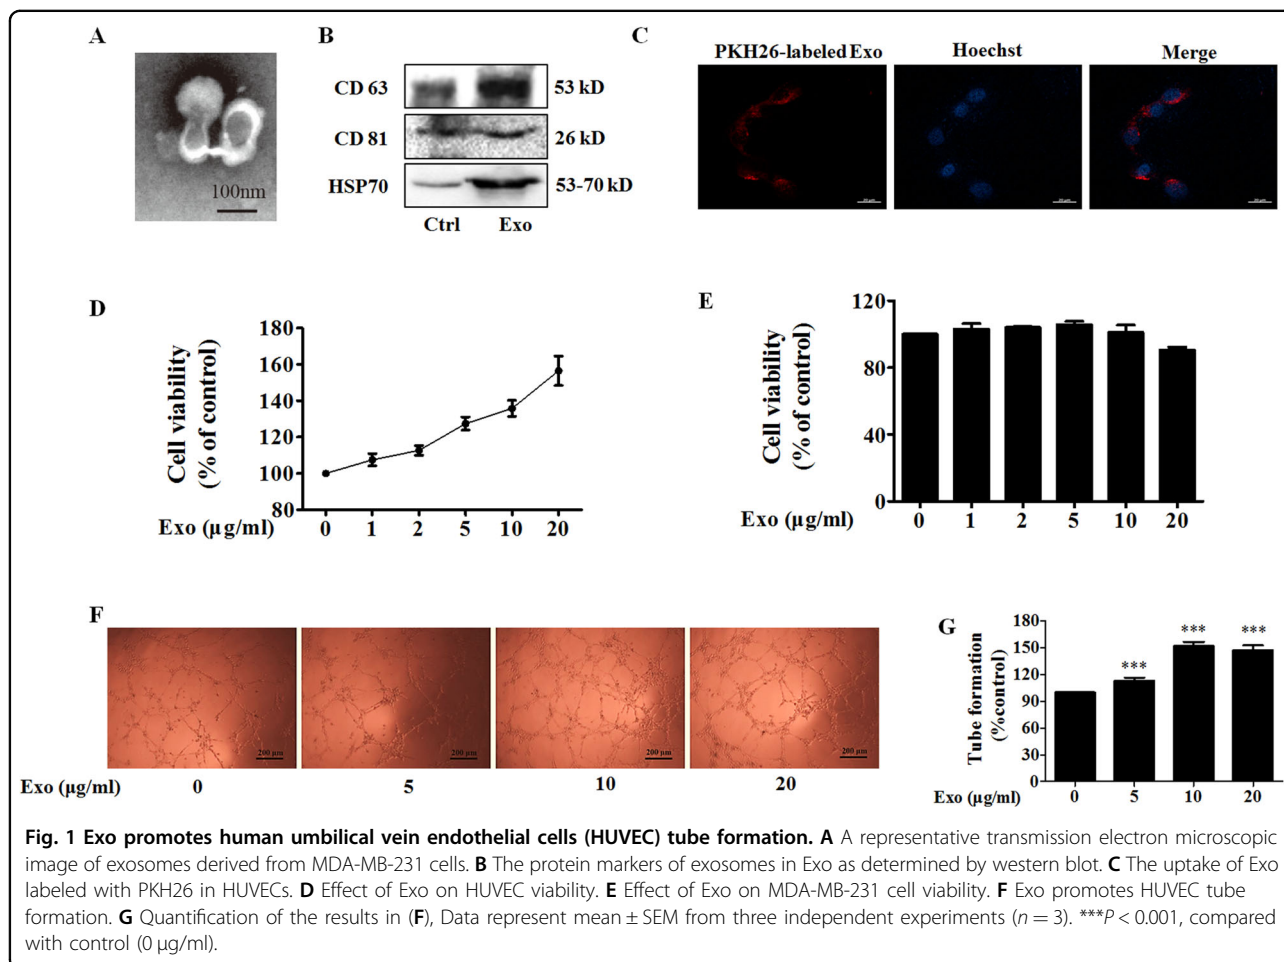 A
100nm
B
CD 63
53 kD
CD 81
26 kD
HSP70
53-70 kD
Ctrl Exo
C
PKH26-labeled Exo Hoechst Merge
D
Cell viability
(% of control)
180
160
140
120
100
80
Exo (µg/ml) 0 1 2 5 10 20
E
Cell viability
(% of control)
120
80
40
0
Exo (µg/ml) 0 1 2 5 10 20
F
200 µm 200 µm 200 µm 200 µm
Exo (µg/ml) 0 5 10 20
G
Tube formation
(%control)
180
150
120
90
60
30
0
*** *** ***
Exo (µg/ml) 0 5 10 20
Fig. 1 Exo promotes human umbilical vein endothelial cells (HUVEC) tube formation. A A representative transmission electron microscopic
image of exosomes derived from MDA-MB-231 cells. B The protein markers of exosomes in Exo as determined by western blot. C The uptake of Exo
labeled with PKH26 in HUVECs. D Effect of Exo on HUVEC viability. E Effect of Exo on MDA-MB-231 cell viability. F Exo promotes HUVEC tube
formation. G Quantification of the results in (F), Data represent mean ± SEM from three independent experiments (n = 3). ***P < 0.001, compared
with control (0 µg/ml).